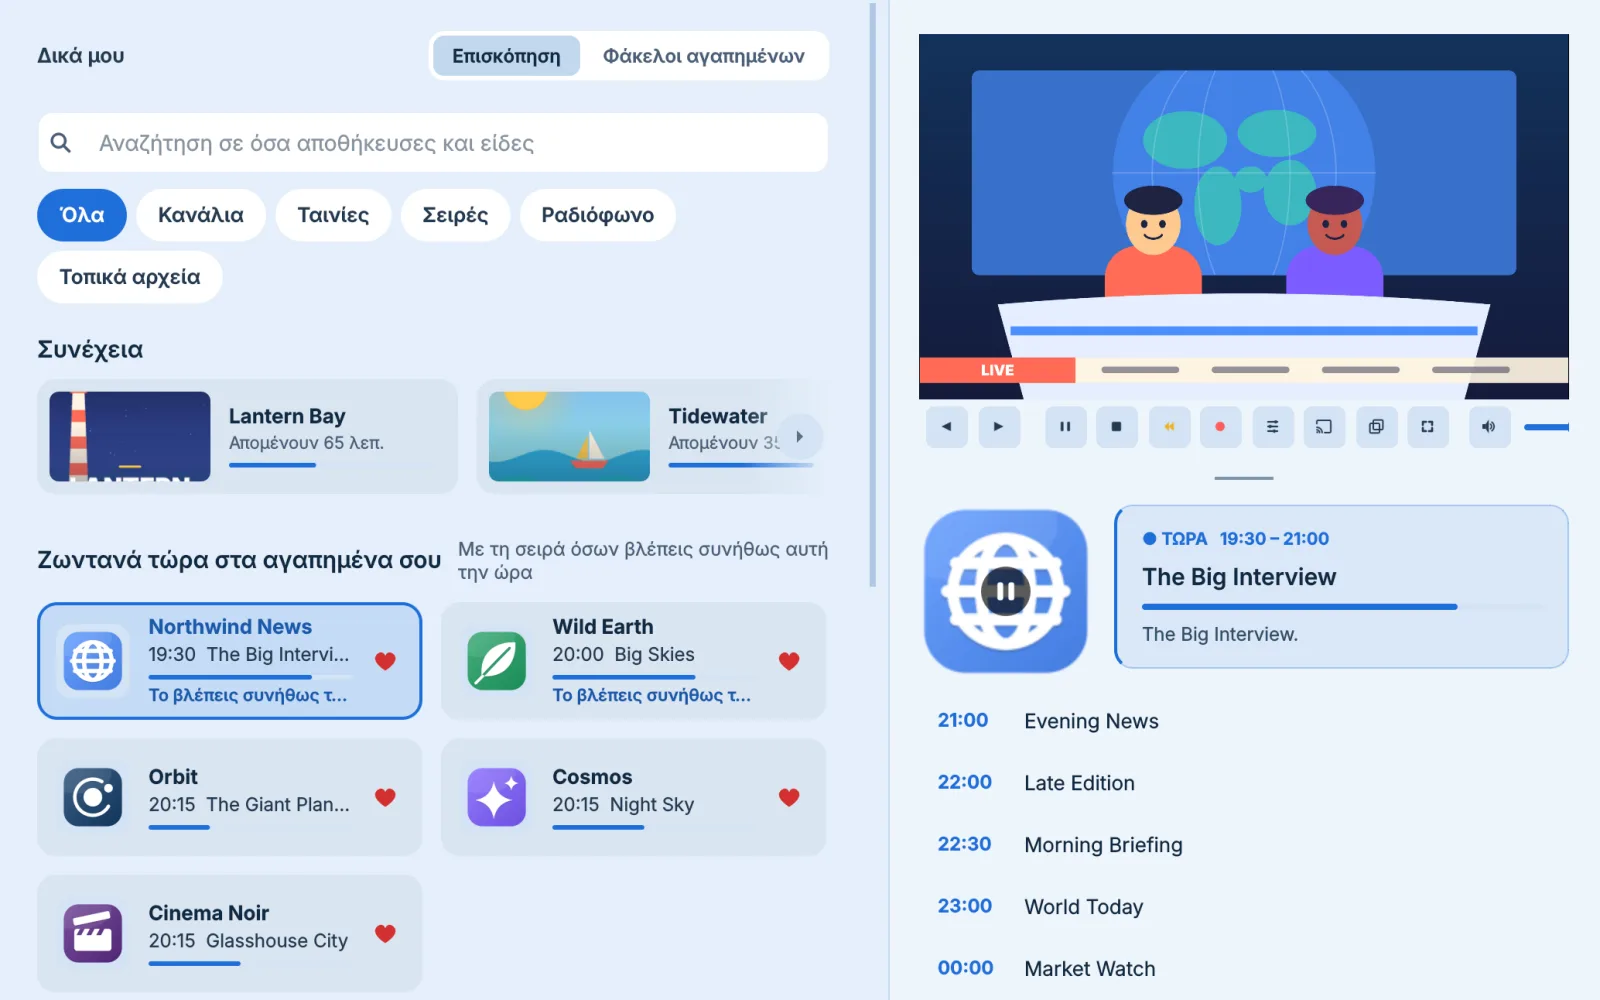 Δικά μου
Επισκόπηση
Φάκελοι αγαπημένων
Αναζήτηση σε όσα αποθήκευσες και είδες
Όλα
Κανάλια
Ταινίες
Σειρές
Ραδιόφωνο
Τοπικά αρχεία
Συνέχεια
Lantern Bay
Απομένουν 65 λεπ.
Tidewater
Απομένουν
Ζωντανά τώρα στα αγαπημένα σου
Με τη σειρά όσων βλέπεις συνήθως αυτή
την ώρα
Northwind News
19:30 The Big Intervi...
Το βλέπεις συνήθως τ...
Wild Earth
20:00 Big Skies
Το βλέπεις συνήθως τ...
Orbit
20:15 The Giant Plan...
Cosmos
20:15 Night Sky
Cinema Noir
20:15 Glasshouse City
LIVE
ΤΩΡΑ 19:30 – 21:00
The Big Interview
The Big Interview.
21:00 Evening News
22:00 Late Edition
22:30 Morning Briefing
23:00 World Today
00:00 Market Watch